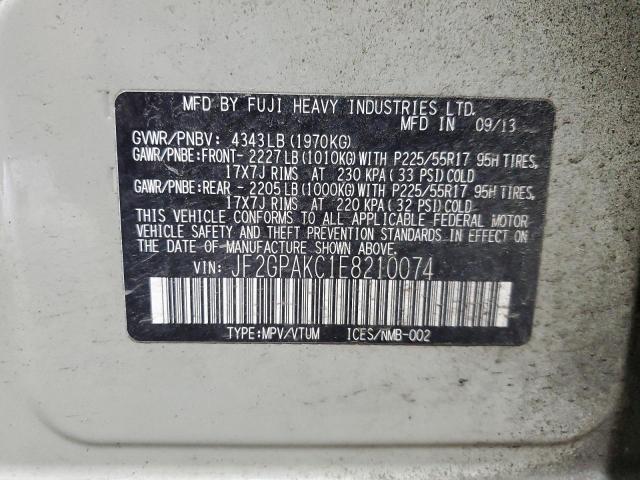 MFD BY FUJI HEAVY INDUSTRIES LTD.
MFD IN 09/13
GVWR/PNBV: 4343LB (1970KG)
GAWR/PNBE:FRONT- 2227LB (1010KG) WITH P225/55R17 95H TIRES,
17X7J RIMS AT 230 KPA (33 PSI) COLD
GAWR/PNBE:REAR - 2205LB (1000KG) WITH P225/55R17 95H TIRES,
17X7J RIMS AT 220 KPA (32 PSI) COLD
THIS VEHICLE CONFORMS TO ALL APPLICABLE FEDERAL MOTOR
VEHICLE SAFETY AND THEFT PREVENTION STANDARDS IN EFFECT ON
THE DATE OF MANUFACTURE SHOWN ABOVE.
VIN: JF2GPAKC1E8210074
TYPE:MPV/VTUM ICES/NMB-002